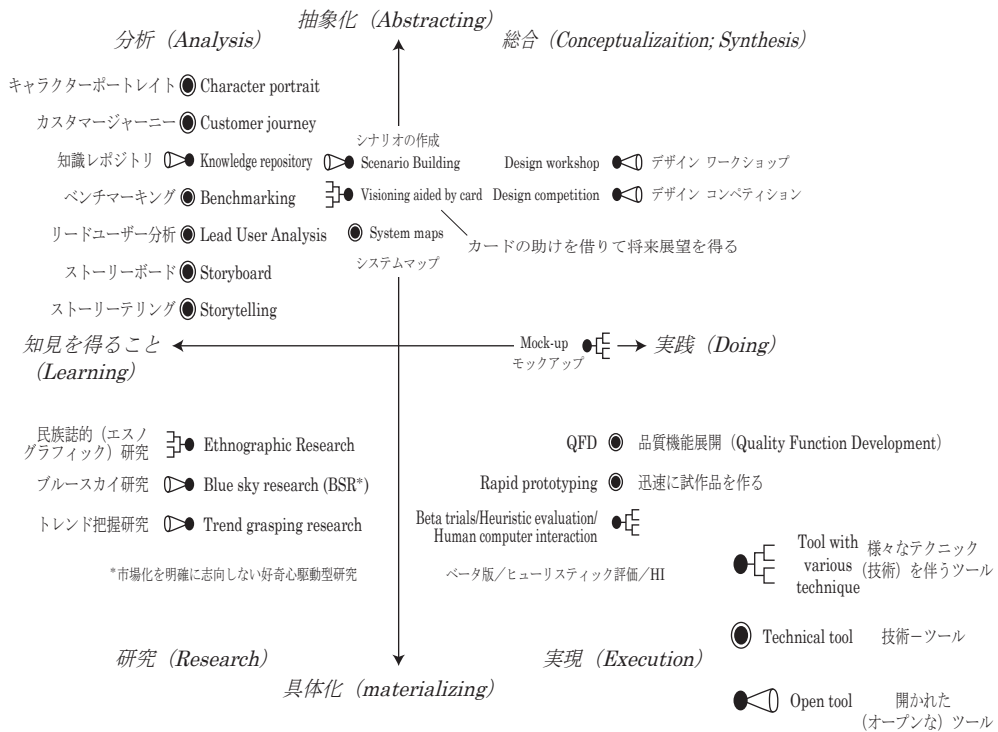 抽象化（Abstracting）
分析（Analysis）
総合（Conceptualizaition; Synthesis）
キャラクターポートレイト Character portrait
カスタマージャーニー Customer journey
知識レポジトリ Knowledge repository
ベンチマーキング Benchmarking
リードユーザー分析 Lead User Analysis
ストーリーボード Storyboard
ストーリーテリング Storytelling
シナリオの作成
Scenario Building
Visioning aided by card
System maps
システムマップ
カードの助けを借りて将来展望を得る
Design workshop デザイン ワークショップ
Design competition デザイン コンペティション
知見を得ること
（Learning）
Mock-up
モックアップ
実践（Doing）
民族誌的（エスノ
グラフィック）研究
Ethnographic Research
ブルースカイ研究 Blue sky research (BSR*)
トレンド把握研究 Trend grasping research
*市場化を明確に志向しない好奇心駆動型研究
QFD 品質機能展開（Quality Function Development）
Rapid prototyping 迅速に試作品を作る
Beta trials/Heuristic evaluation/
Human computer interaction
ベータ版／ヒューリスティック評価／HI
研究（Research）
実現（Execution）
具体化（materializing）
Tool with
various
technique
様々なテクニック
（技術）を伴うツール
Technical tool 技術－ツール
Open tool
開かれた
（オープンな）ツール